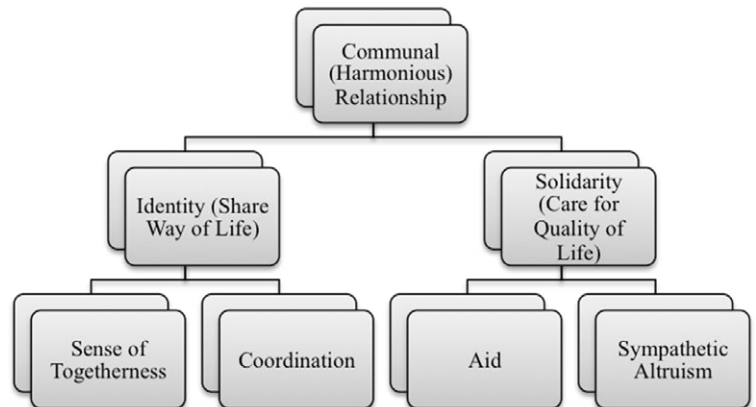 Communal
(Harmonious)
Relationship
Identity (Share
Way of Life)
Solidarity
(Care for
Quality of
Life)
Sense of
Togetherness
Coordination
Aid
Sympathetic
Altruism